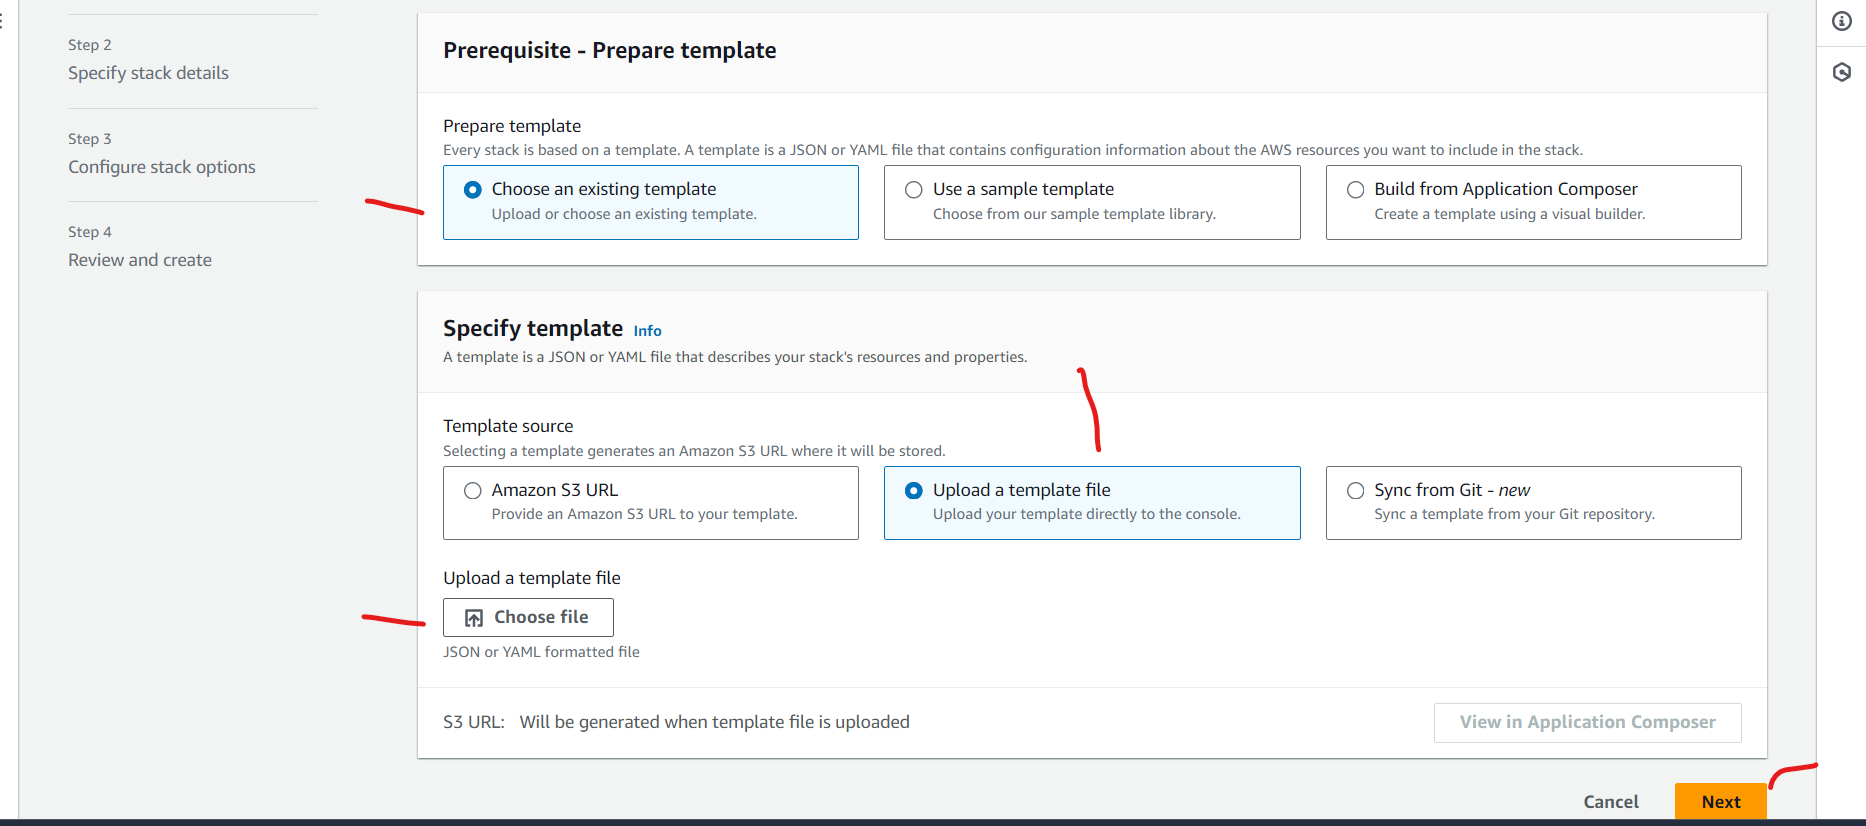 Step 2
Specify stack details
Step 3
Configure stack options
Step 4
Review and create
Prerequisite - Prepare template
Prepare template
Every stack is based on a template. A template is a JSON or YAML file that contains configuration information about the AWS resources you want to include in the stack.
Choose an existing template
Upload or choose an existing template.
Use a sample template
Choose from our sample template library.
Build from Application Composer
Create a template using a visual builder.
Specify template Info
A template is a JSON or YAML file that describes your stack's resources and properties.
Template source
Selecting a template generates an Amazon S3 URL where it will be stored.
Amazon S3 URL
Provide an Amazon S3 URL to your template.
Upload a template file
Upload your template directly to the console.
Sync from Git - new
Sync a template from your Git repository.
Upload a template file
Choose file
JSON or YAML formatted file
S3 URL: Will be generated when template file is uploaded
View in Application Composer
Cancel
Next